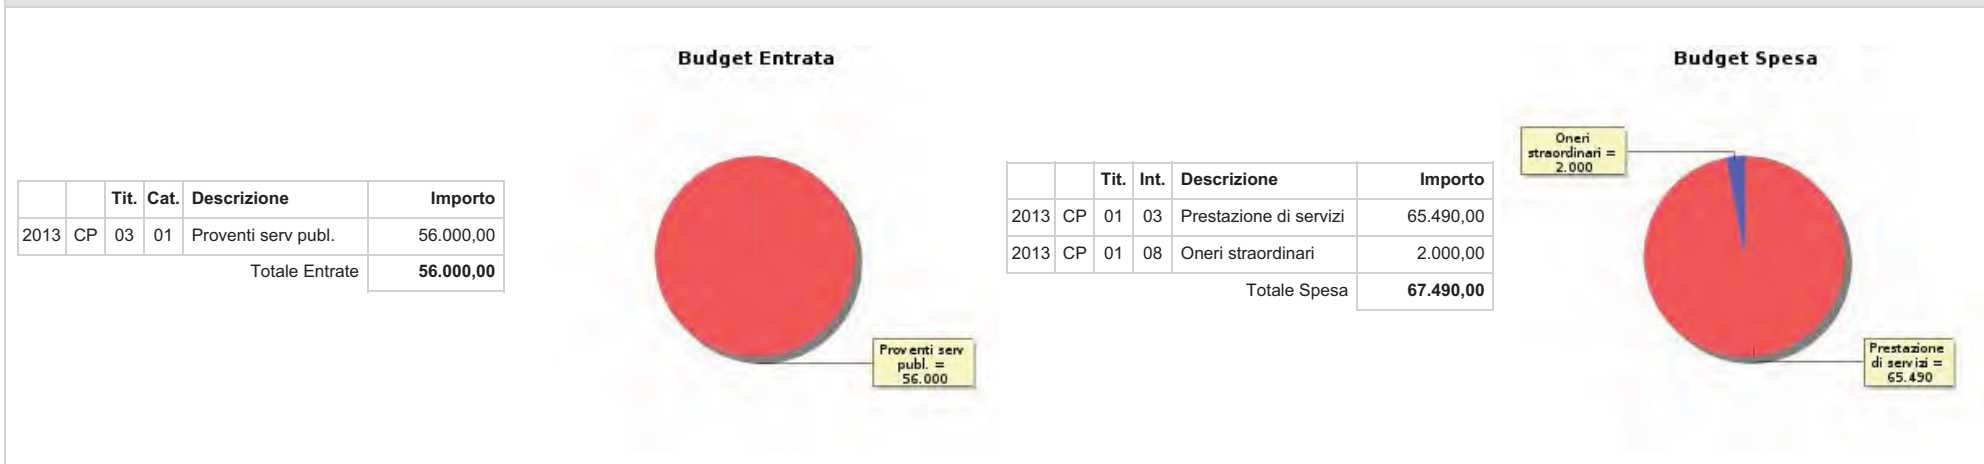 Budget Entrata
Tit. Cat. Descrizione Importo
2013 CP 03 01 Proventi serv publ. 56.000,00
Totale Entrate 56.000,00
Proventi serv
publ. =
56.000
Budget Spesa
Tit. Int. Descrizione Importo
2013 CP 01 03 Prestazione di servizi 65.490,00
2013 CP 01 08 Oneri straordinari 2.000,00
Totale Spesa 67.490,00
Oneri
straordinari =
2.000
Prestazione
di servizi =
65.490